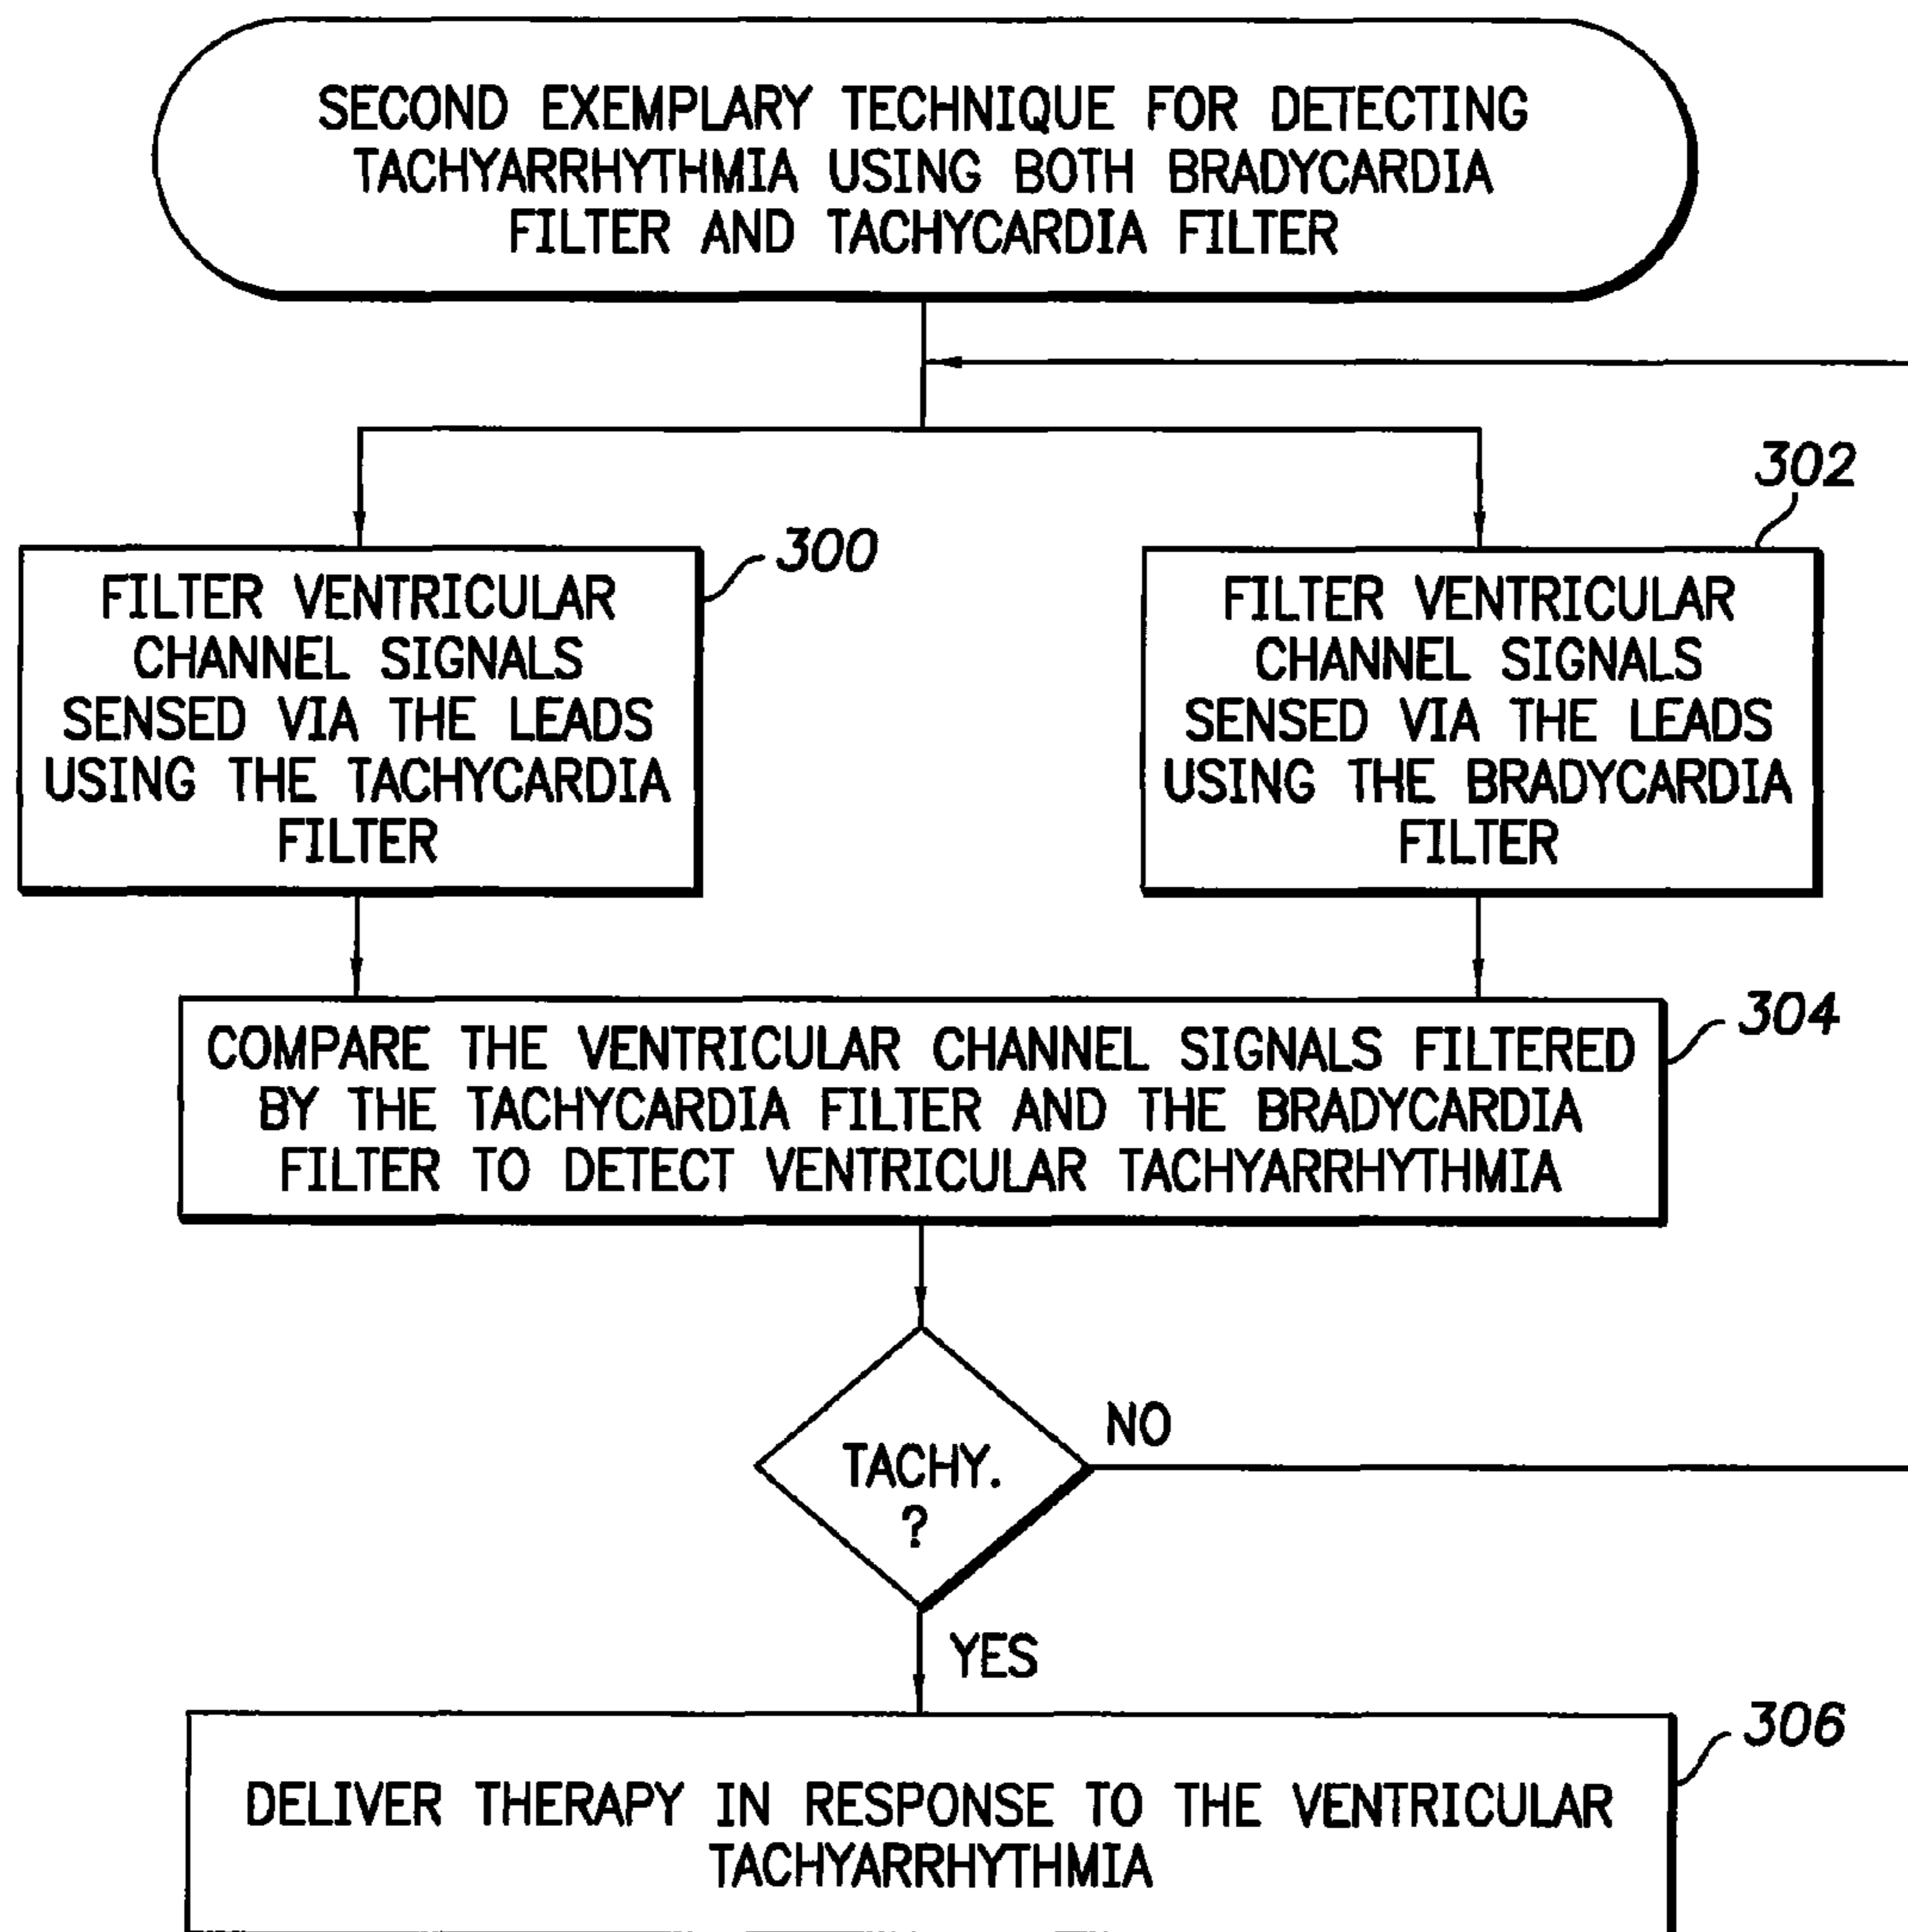 SECOND EXEMPLARY TECHNIQUE FOR DETECTING
TACHYARRHYTHMIA USING BOTH BRADYCARDIA
FILTER AND TACHYCARDIA FILTER
300
FILTER VENTRICULAR
CHANNEL SIGNALS
SENSED VIA THE LEADS
USING THE TACHYCARDIA
FILTER
302
FILTER VENTRICULAR
CHANNEL SIGNALS
SENSED VIA THE LEADS
USING THE BRADYCARDIA
FILTER
304
COMPARE THE VENTRICULAR CHANNEL SIGNALS FILTERED
BY THE TACHYCARDIA FILTER AND THE BRADYCARDIA
FILTER TO DETECT VENTRICULAR TACHYARRHYTHMIA
TACHY.
?
NO
YES
306
DELIVER THERAPY IN RESPONSE TO THE VENTRICULAR
TACHYARRHYTHMIA